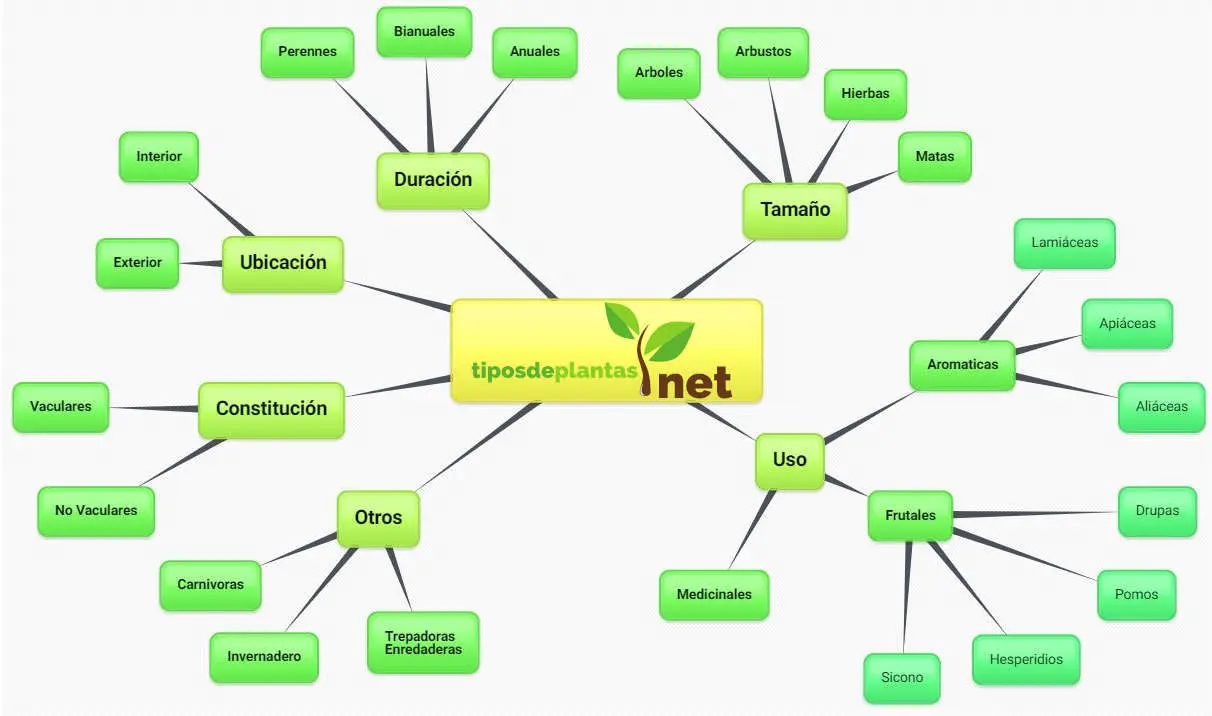 Bianuales
Perennes
Anuales
Arboles
Arbustos
Hierbas
Matas
Interior
Duración
Tamaño
Exterior
Ubicación
Lamiáceas
Apiáceas
Aromaticas
Aliáceas
tiposdeplantas
net
Vaculares
Constitución
No Vaculares
Uso
Otros
Frutales
Drupas
Carnivoras
Medicinales
Pomos
Invernadero
Trepadoras
Enredaderas
Hesperidios
Sicono